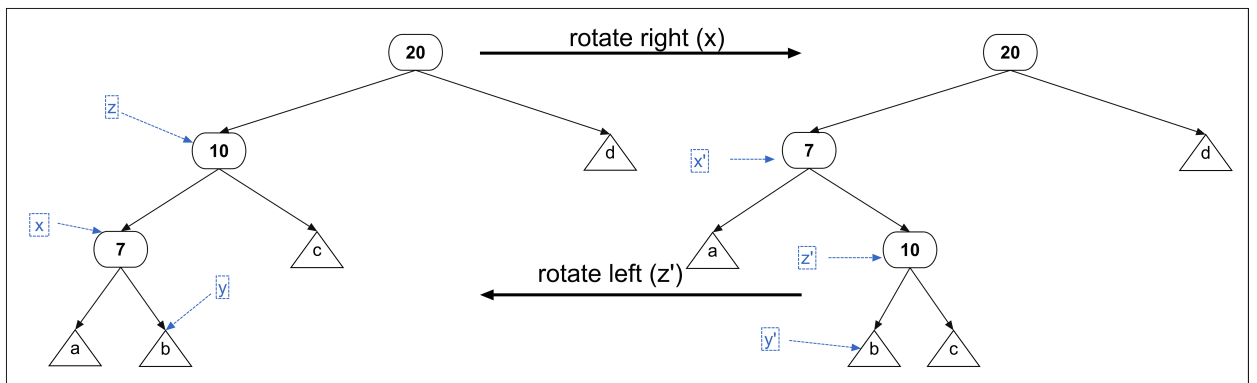 20
rotate right (x)
20
z
10
d
x'
7
d
x
7
c
a
z'
10
y
rotate left (z')
a
b
y'
b
c